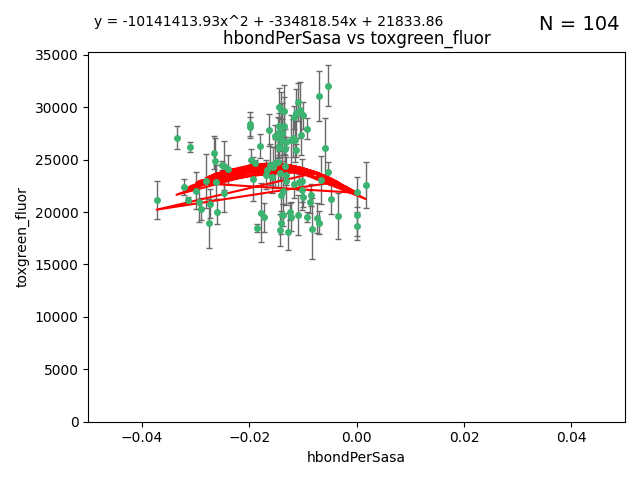 y = -10141413.93x^2 + -334818.54x + 21833.86
N = 104
hbondPerSasa vs toxgreen_fluor
35000
30000
25000
20000
15000
10000
5000
0
toxgreen_fluor
−0.04
−0.02
0.00
0.02
0.04
hbondPerSasa